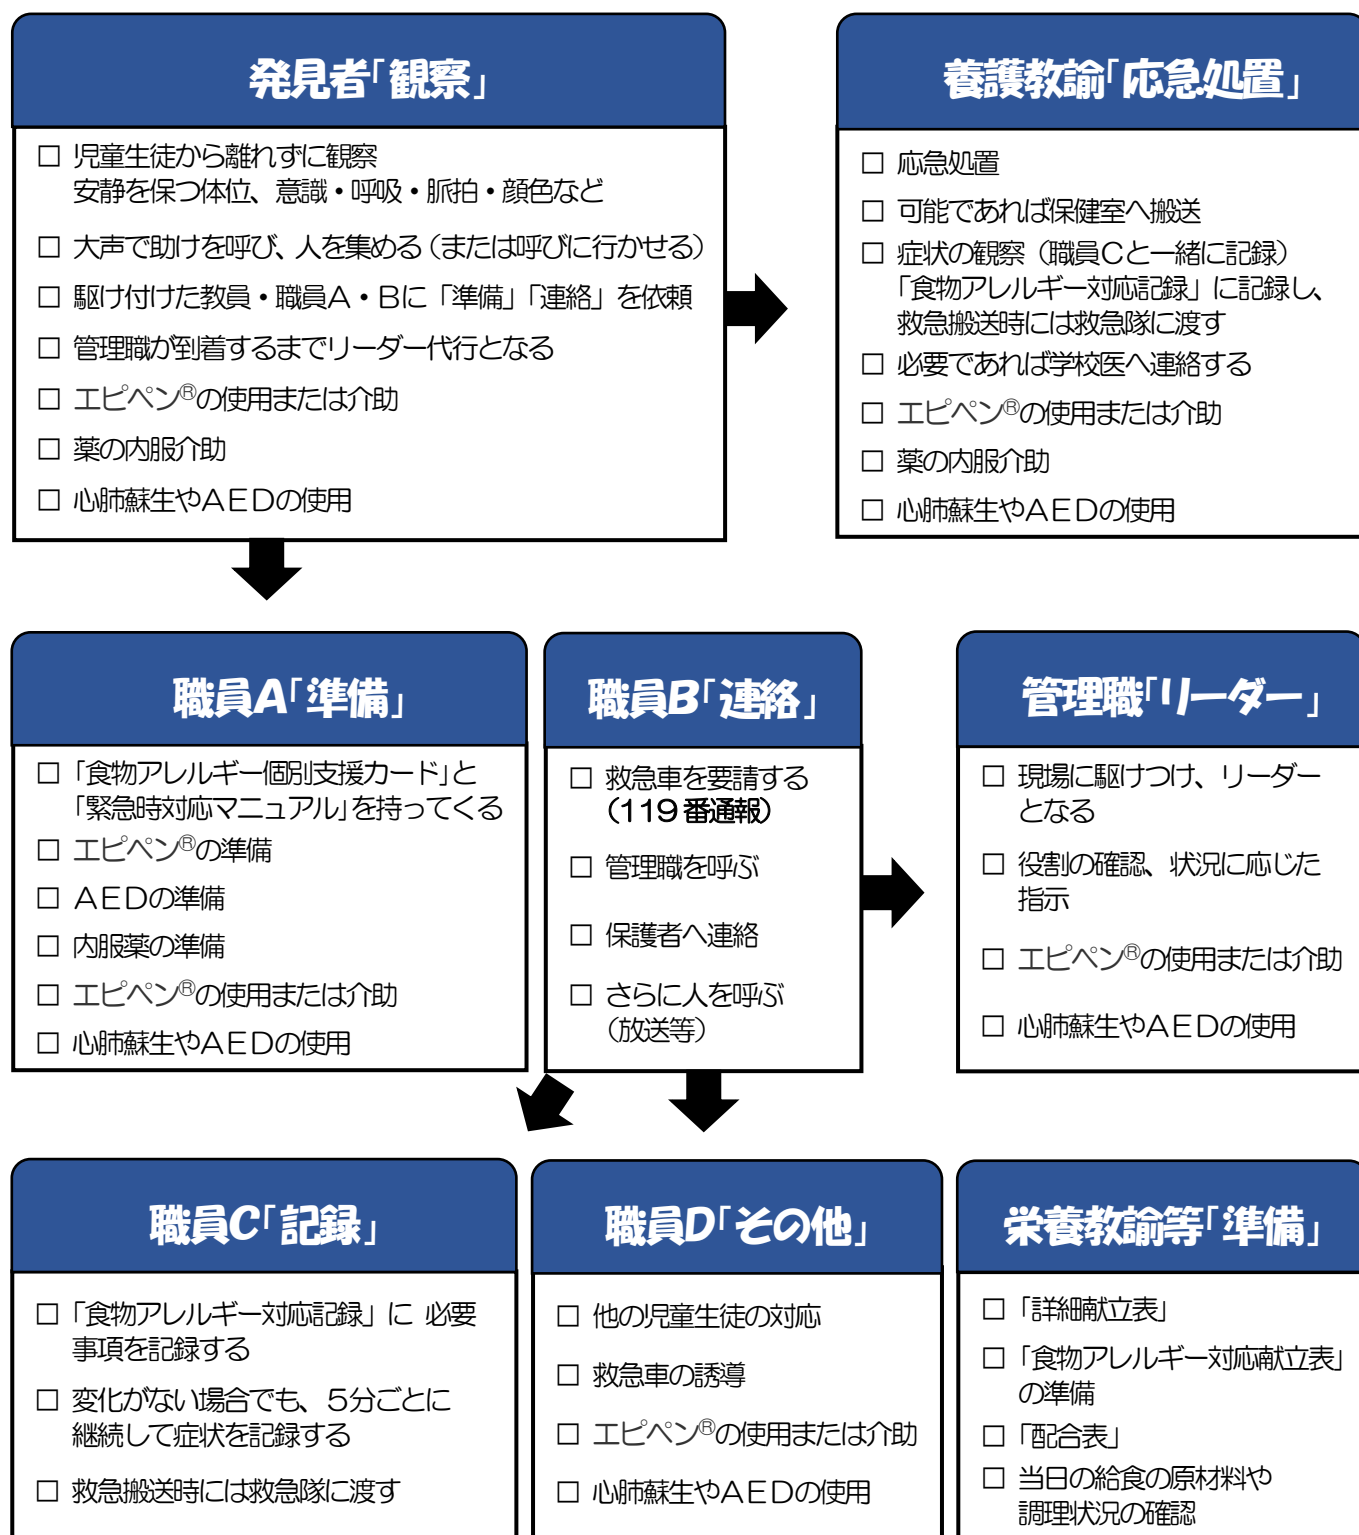 発見者「観察」
□ 児童生徒から離れずに観察
安静を保つ体位、意識・呼吸・脈拍・顔色など
□ 大声で助けを呼び、人を集める（または呼びに行かせる）
□ 駆け付けた教員・職員A・Bに「準備」「連絡」を依頼
□ 管理職が到着するまでリーダー代行となる
□ エピペン®の使用または介助
□ 薬の内服介助
□ 心肺蘇生やAEDの使用
養護教諭「応急処置」
□ 応急処置
□ 可能であれば保健室へ搬送
□ 症状の観察（職員Cと一緒に記録）
「食物アレルギー対応記録」に記録し、
救急搬送時には救急隊に渡す
□ 必要であれば学校医へ連絡する
□ エピペン®の使用または介助
□ 薬の内服介助
□ 心肺蘇生やAEDの使用
職員A「準備」
□「食物アレルギー個別支援カード」と
「緊急時対応マニュアル」を持ってくる
□ エピペン®の準備
□ AEDの準備
□ 内服薬の準備
□ エピペン®の使用または介助
□ 心肺蘇生やAEDの使用
職員B「連絡」
□ 救急車を要請する
（119番通報）
□ 管理職を呼ぶ
□ 保護者へ連絡
□ さらに人を呼ぶ
（放送等）
管理職「リーダー」
□ 現場に駆けつけ、リーダー
となる
□ 役割の確認、状況に応じた
指示
□ エピペン®の使用または介助
□ 心肺蘇生やAEDの使用
職員C「記録」
□「食物アレルギー対応記録」に 必要
事項を記録する
□ 変化がない場合でも、5分ごとに
継続して症状を記録する
□ 救急搬送時には救急隊に渡す
職員D「その他」
□ 他の児童生徒の対応
□ 救急車の誘導
□ エピペン®の使用または介助
□ 心肺蘇生やAEDの使用
栄養教諭等「準備」
□「詳細献立表」
□「食物アレルギー対応献立表」
の準備
□「配合表」
□ 当日の給食の原材料や
調理状況の確認